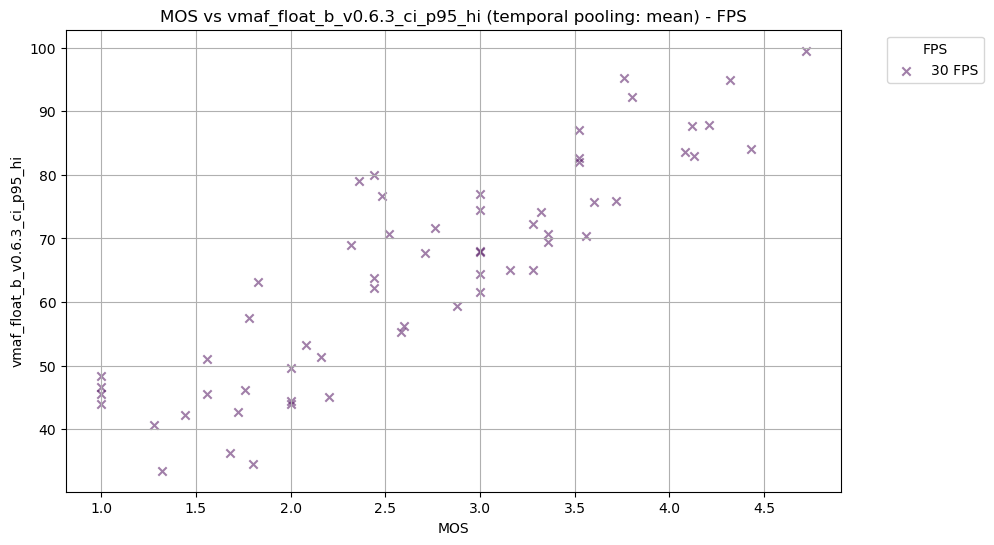 MOS vs vmaf_float_b_v0.6.3_ci_p95_hi (temporal pooling: mean) - FPS
FPS
30 FPS
vmaf_float_b_v0.6.3_ci_p95_hi
100
90
80
70
60
50
40
1.0 1.5 2.0 2.5 3.0 3.5 4.0 4.5
MOS